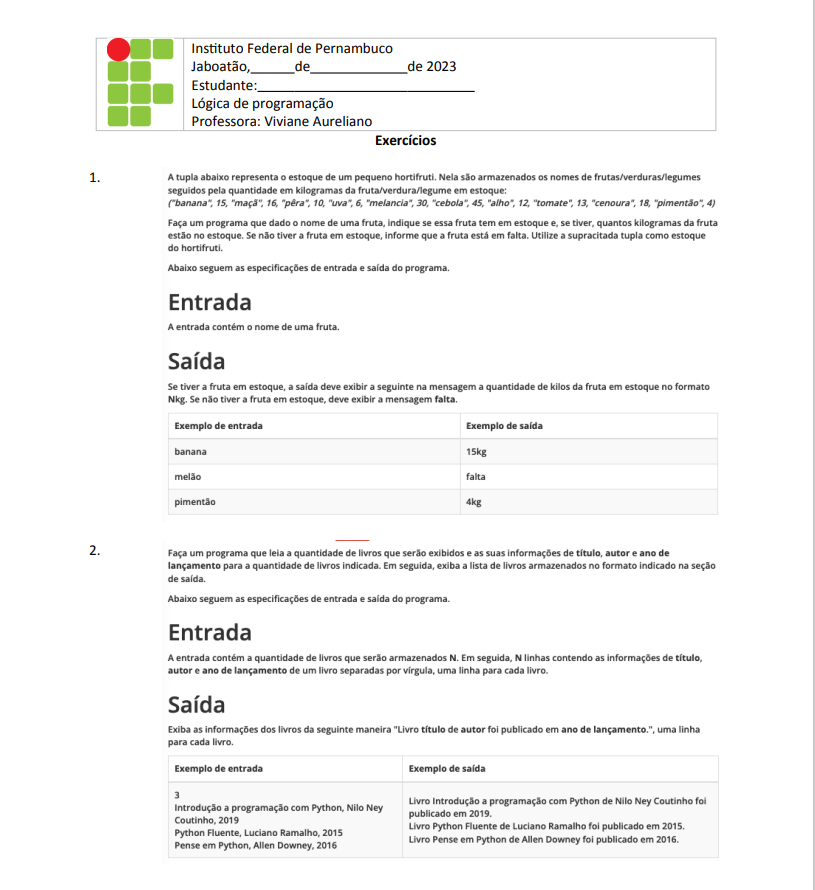 Instituto Federal de Pernambuco
Jaboatão,______de_____________de 2023
Estudante:_____________________________
Lógica de programação
Professora: Viviane Aureliano
Exercícios
1.
A tupla abaixo representa o estoque de um pequeno hortifruti. Nela são armazenados os nomes de frutas/verduras/legumes
seguidos pela quantidade em kilogramas da fruta/verdura/legume em estoque:
("banana", 15, "maçã", 16, "pêra", 10, "uva", 6, "melancia", 30, "cebola", 45, "alho", 12, "tomate", 13, "cenoura", 18, "pimentão", 4)
Faça um programa que dado o nome de uma fruta, indique se essa fruta tem em estoque e, se tiver, quantos kilogramas da fruta
estão no estoque. Se não tiver a fruta em estoque, informe que a fruta está em falta. Utilize a supracitada tupla como estoque
do hortifruti.
Abaixo seguem as especificações de entrada e saída do programa.
Entrada
A entrada contém o nome de uma fruta.
Saída
Se tiver a fruta em estoque, a saída deve exibir a seguinte na mensagem a quantidade de kilos da fruta em estoque no formato
Nkg. Se não tiver a fruta em estoque, deve exibir a mensagem falta.
Exemplo de entrada Exemplo de saída
banana 15kg
melão falta
pimentão 4kg
2.
Faça um programa que leia a quantidade de livros que serão exibidos e as suas informações de título, autor e ano de
lançamento para a quantidade de livros indicada. Em seguida, exiba a lista de livros armazenados no formato indicado na seção
de saída.
Abaixo seguem as especificações de entrada e saída do programa.
Entrada
A entrada contém a quantidade de livros que serão armazenados N. Em seguida, N linhas contendo as informações de título,
autor e ano de lançamento de um livro separadas por vírgula, uma linha para cada livro.
Saída
Exiba as informações dos livros da seguinte maneira "Livro título de autor foi publicado em ano de lançamento.", uma linha
para cada livro.
Exemplo de entrada Exemplo de saída
3
Introdução a programação com Python, Nilo Ney
Coutinho, 2019
Python Fluente, Luciano Ramalho, 2015
Pense em Python, Allen Downey, 2016
Livro Introdução a programação com Python de Nilo Ney Coutinho foi
publicado em 2019.
Livro Python Fluente de Luciano Ramalho foi publicado em 2015.
Livro Pense em Python de Allen Downey foi publicado em 2016.